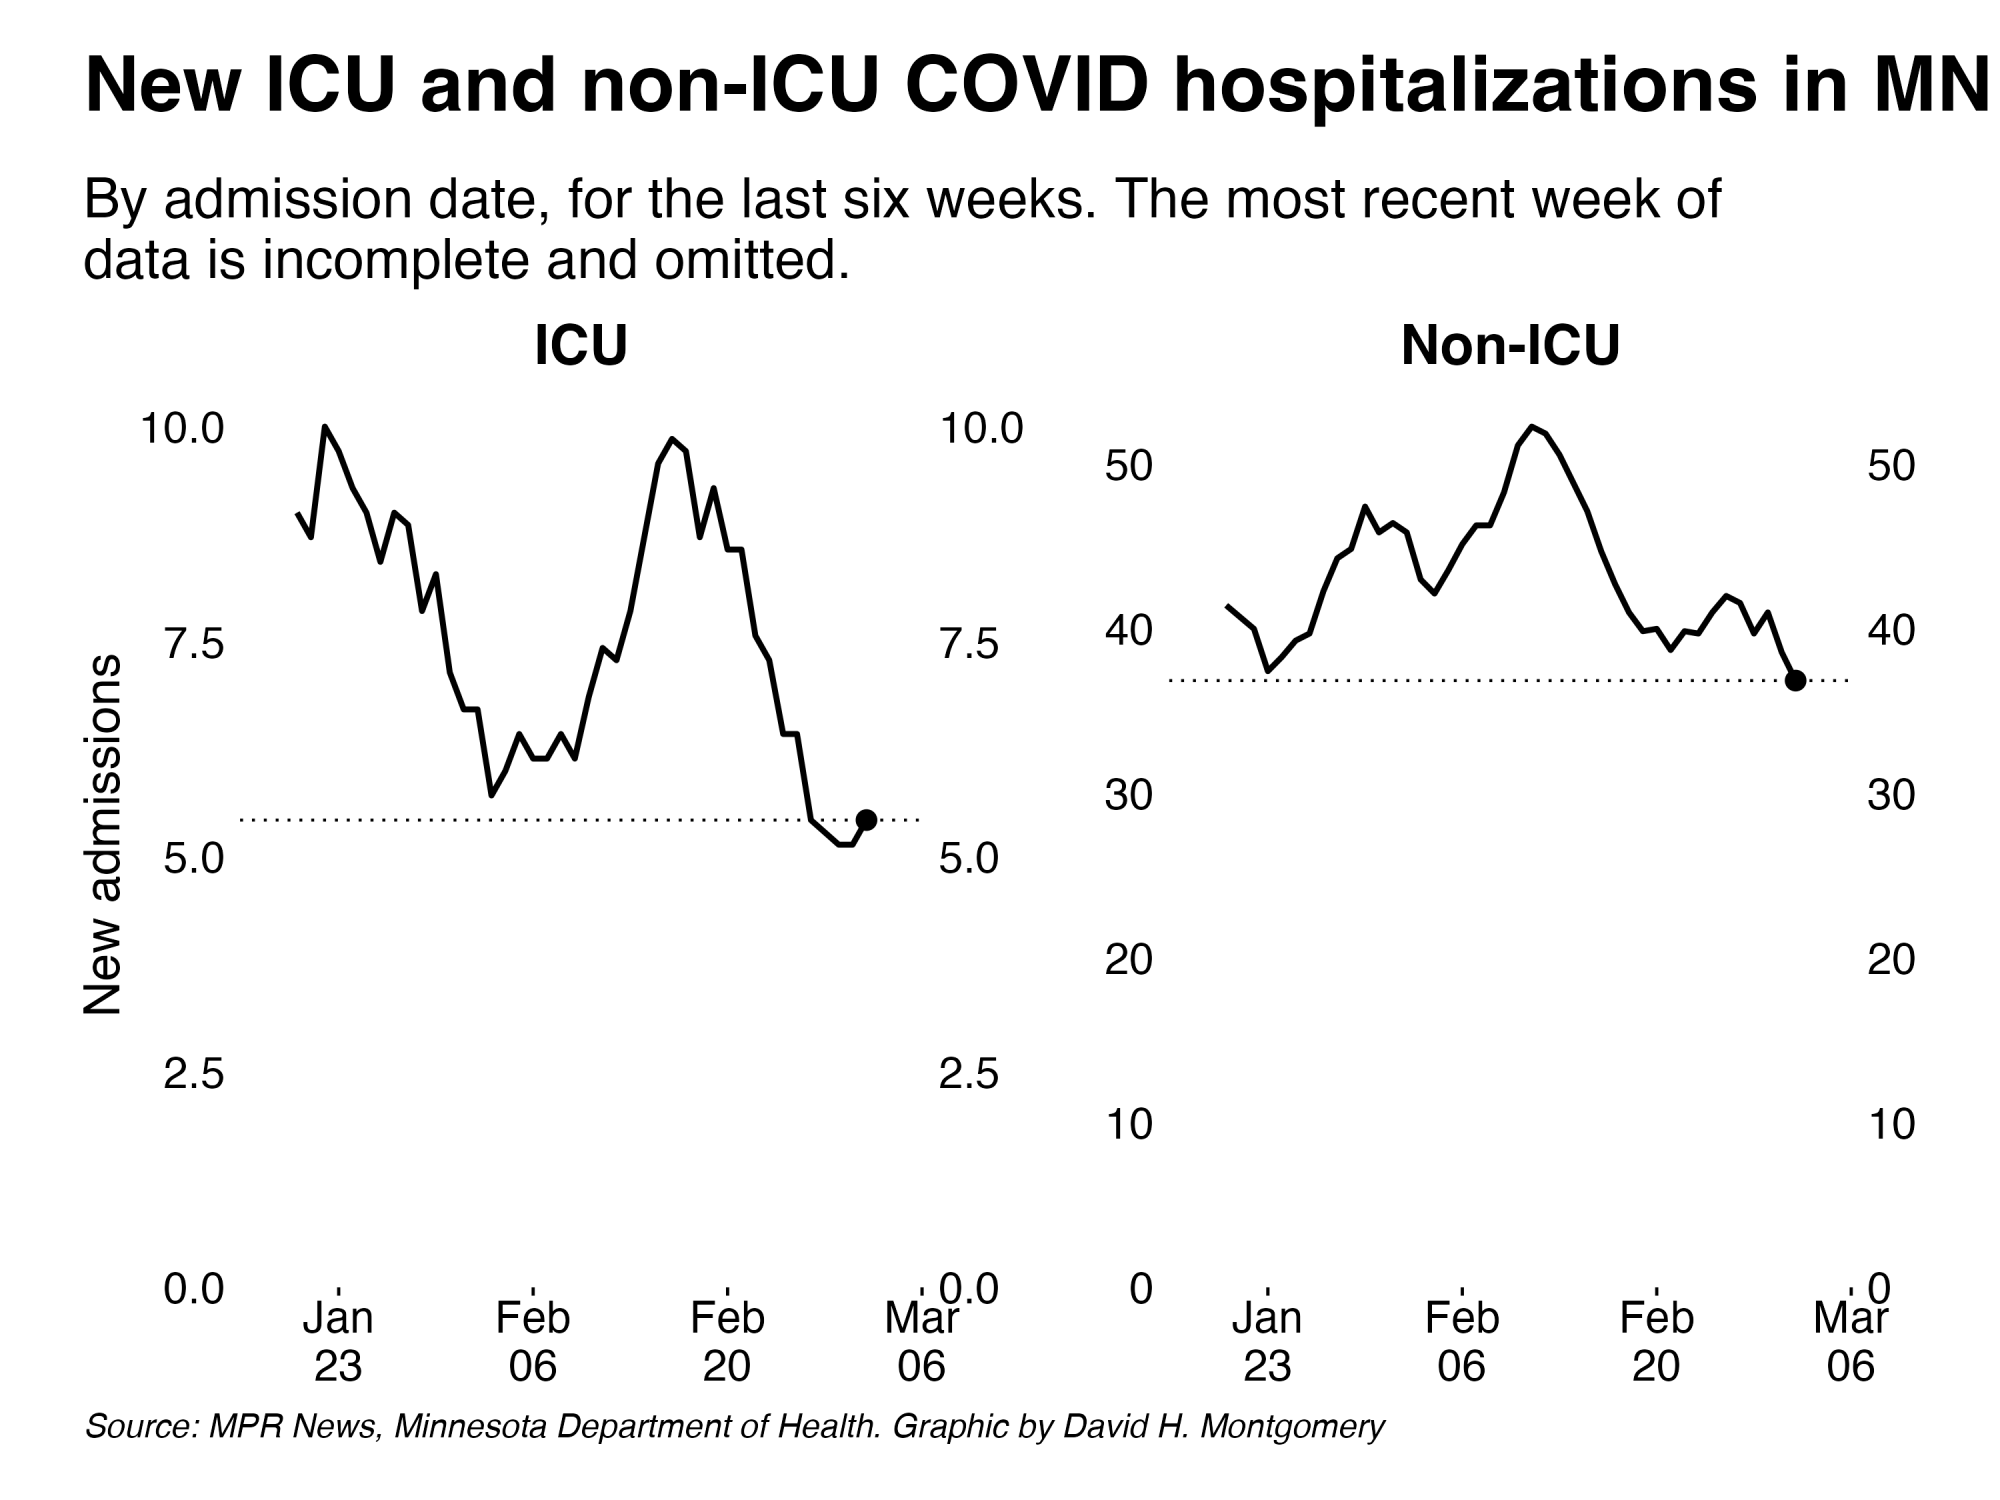 New ICU and non-ICU COVID hospitalizations in MN
By admission date, for the last six weeks. The most recent week of
data is incomplete and omitted.
ICU
Non-ICU
New admissions
10.0
7.5
5.0
2.5
0.0
10.0
7.5
5.0
2.5
0.0
Jan
23
Feb
06
Feb
20
Mar
06
50
40
30
20
10
0
50
40
30
20
10
0
Jan
23
Feb
06
Feb
20
Mar
06
Source: MPR News, Minnesota Department of Health. Graphic by David H. Montgomery